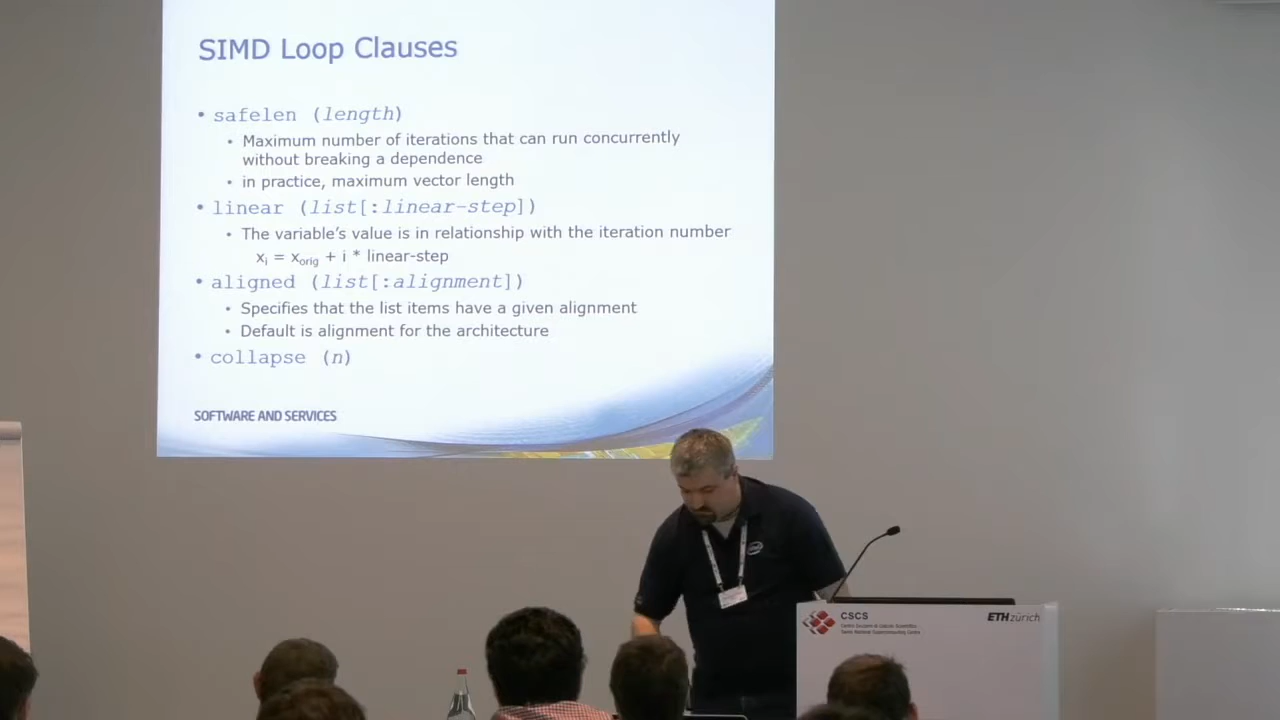 SIMD Loop Clauses
• safelen (length)
• Maximum number of iterations that can run concurrently
without breaking a dependence
• in practice, maximum vector length
• linear (list[:linear-step])
• The variable's value is in relationship with the iteration number
xi = xorig + i * linear-step
• aligned (list[:alignment])
• Specifies that the list items have a given alignment
• Default is alignment for the architecture
• collapse (n)
SOFTWARE AND SERVICES
CSCS
ETH zürich